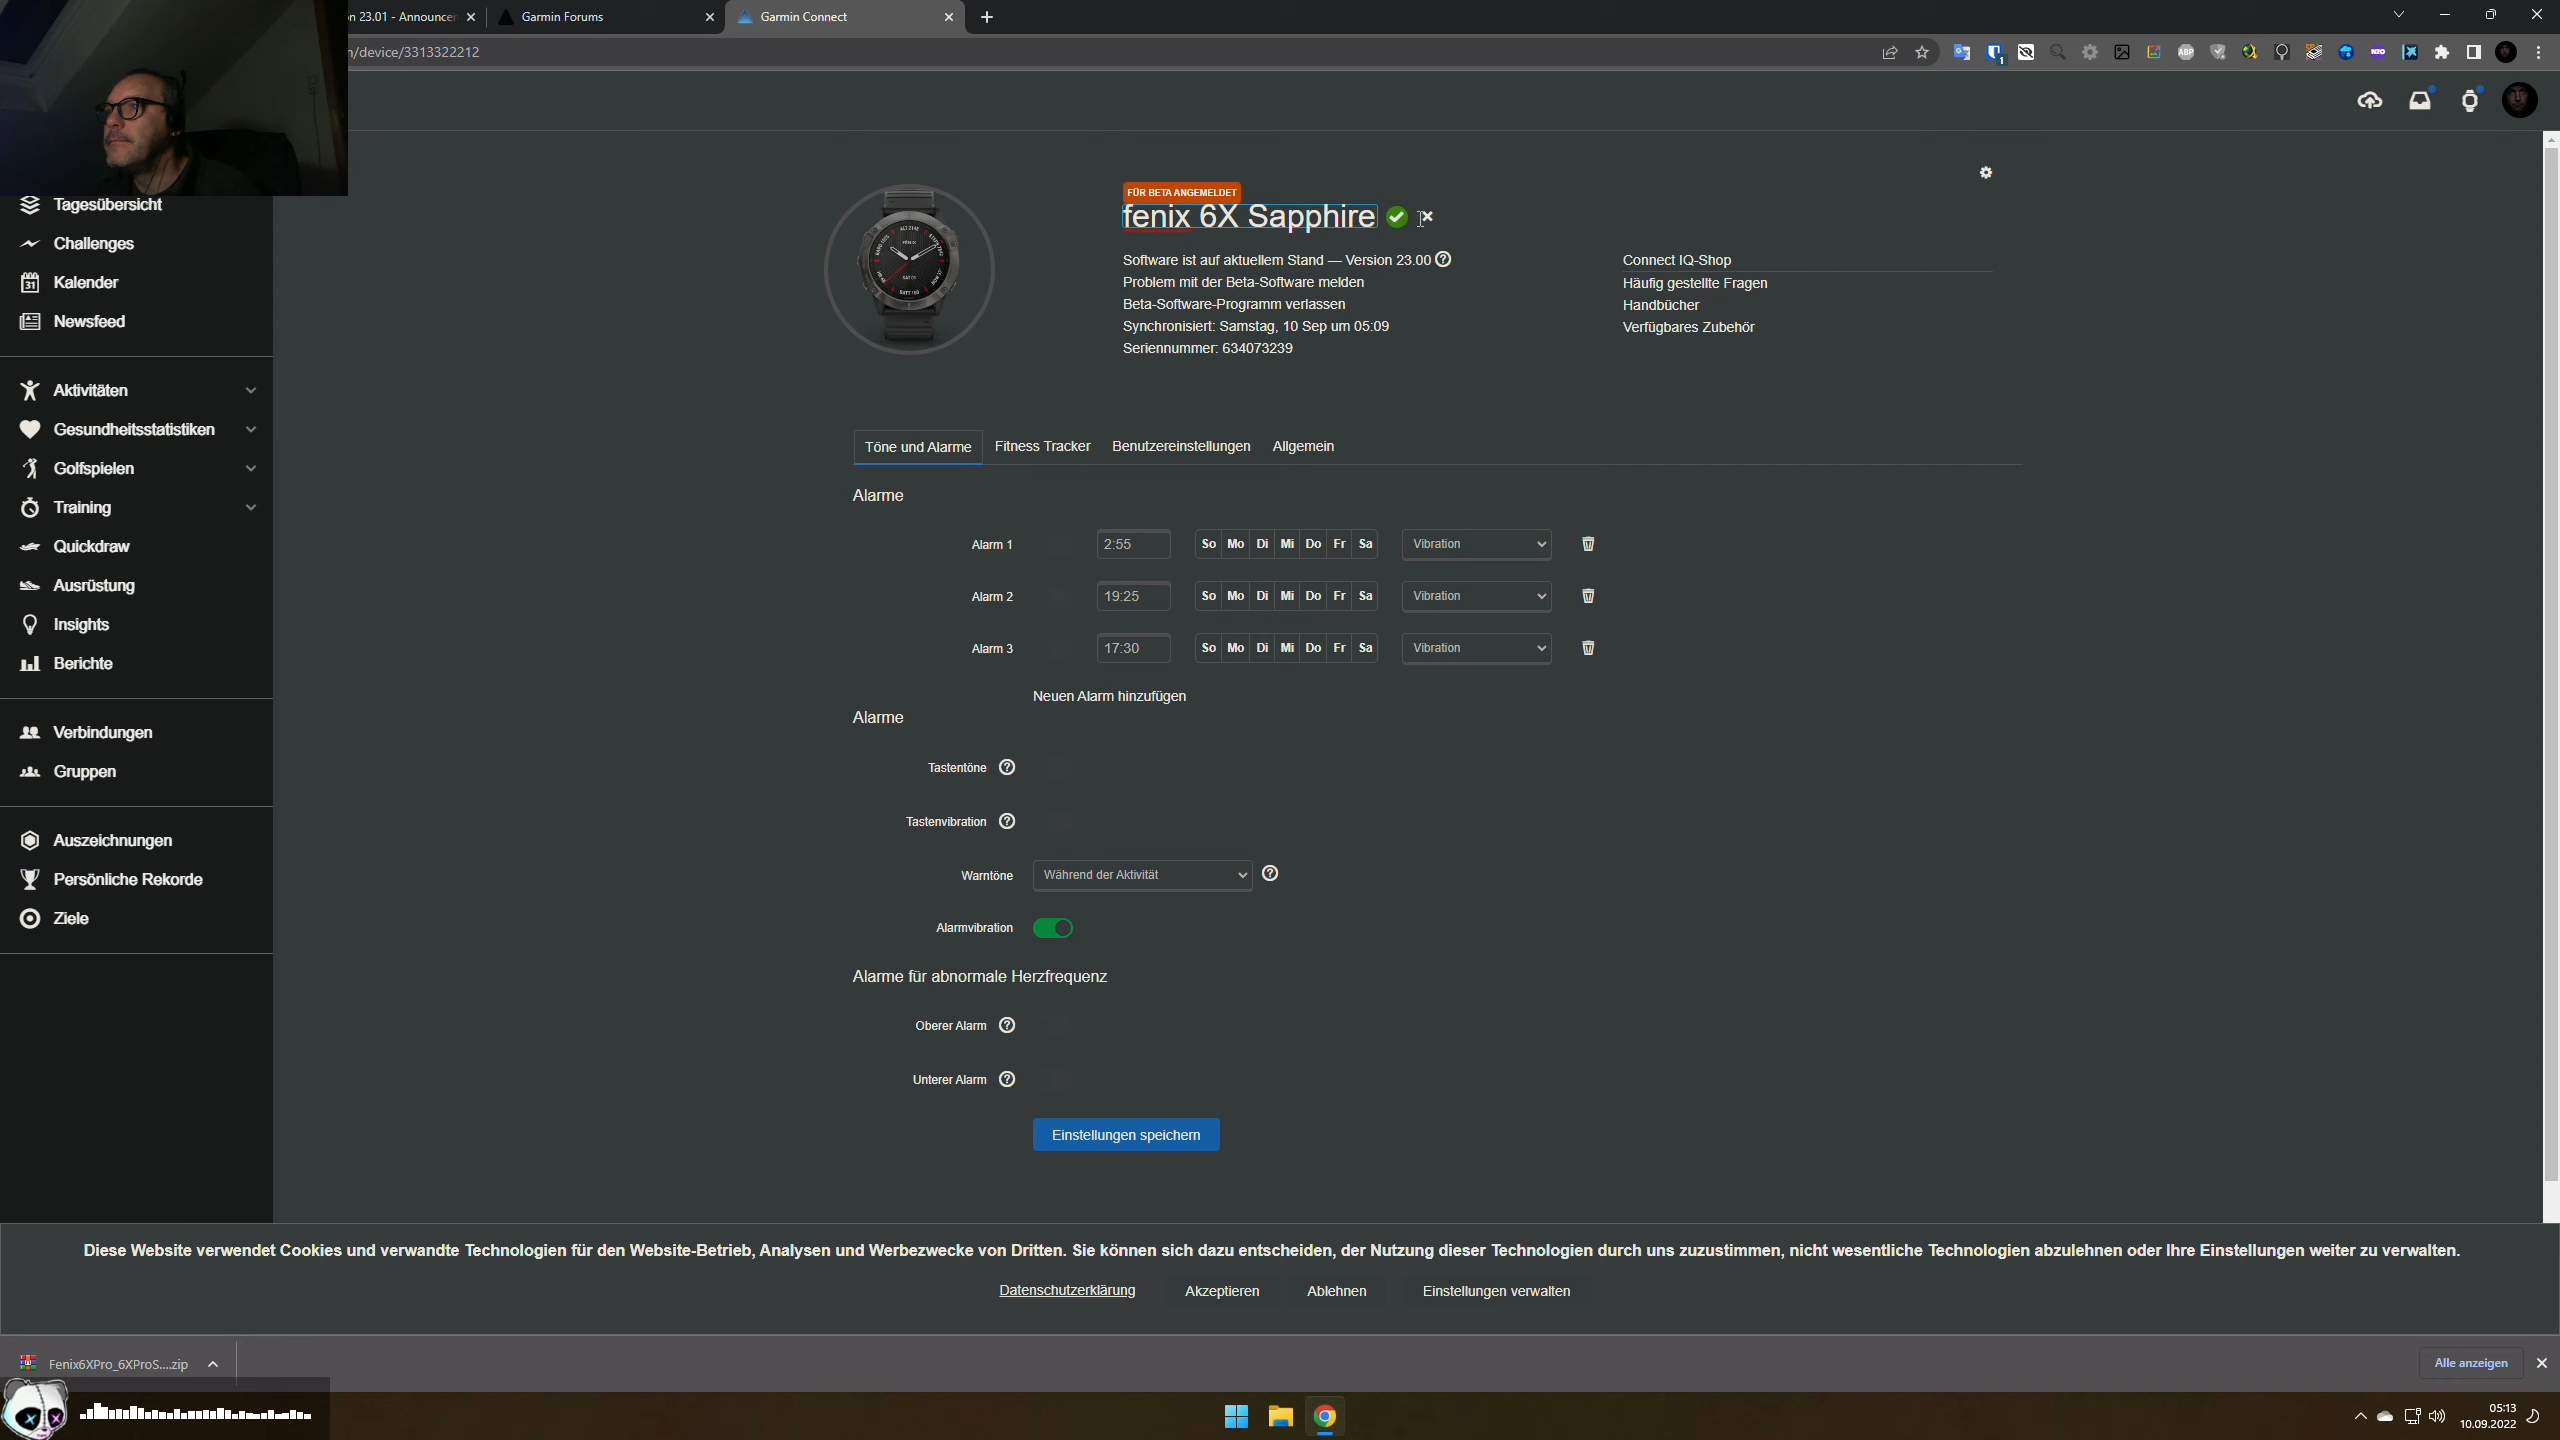 n 23.01 - Announcer
Garmin Forums
Garmin Connect
n/device/3313322212
1
ABP
N2O
Tagesübersicht
Challenges
31 Kalender
Newsfeed
Aktivitäten
Gesundheitsstatistiken
Golfspielen
Training
Quickdraw
Ausrüstung
Insights
Berichte
Verbindungen
Gruppen
Auszeichnungen
Persönliche Rekorde
Ziele
FÜR BETA ANGEMELDET
fenix 6X Sapphire
Software ist auf aktuellem Stand — Version 23.00
Problem mit der Beta-Software melden
Beta-Software-Programm verlassen
Synchronisiert: Samstag, 10 Sep um 05:09
Seriennummer: 634073239
Connect IQ-Shop
Häufig gestellte Fragen
Handbücher
Verfügbares Zubehör
Töne und Alarme Fitness Tracker Benutzereinstellungen Allgemein
Alarme
Alarm 1 2:55 So Mo Di Mi Do Fr Sa Vibration
Alarm 2 19:25 So Mo Di Mi Do Fr Sa Vibration
Alarm 3 17:30 So Mo Di Mi Do Fr Sa Vibration
Neuen Alarm hinzufügen
Alarme
Tastentöne
Tastenvibration
Warntöne Während der Aktivität
Alarmvibration
Alarme für abnormale Herzfrequenz
Oberer Alarm
Unterer Alarm
Einstellungen speichern
Diese Website verwendet Cookies und verwandte Technologien für den Website-Betrieb, Analysen und Werbezwecke von Dritten. Sie können sich dazu entscheiden, der Nutzung dieser Technologien durch uns zuzustimmen, nicht wesentliche Technologien abzulehnen oder Ihre Einstellungen weiter zu verwalten.
Datenschutzerklärung Akzeptieren Ablehnen Einstellungen verwalten
Fenix6XPro_6XProS....zip
Alle anzeigen
05:13
10.09.2022